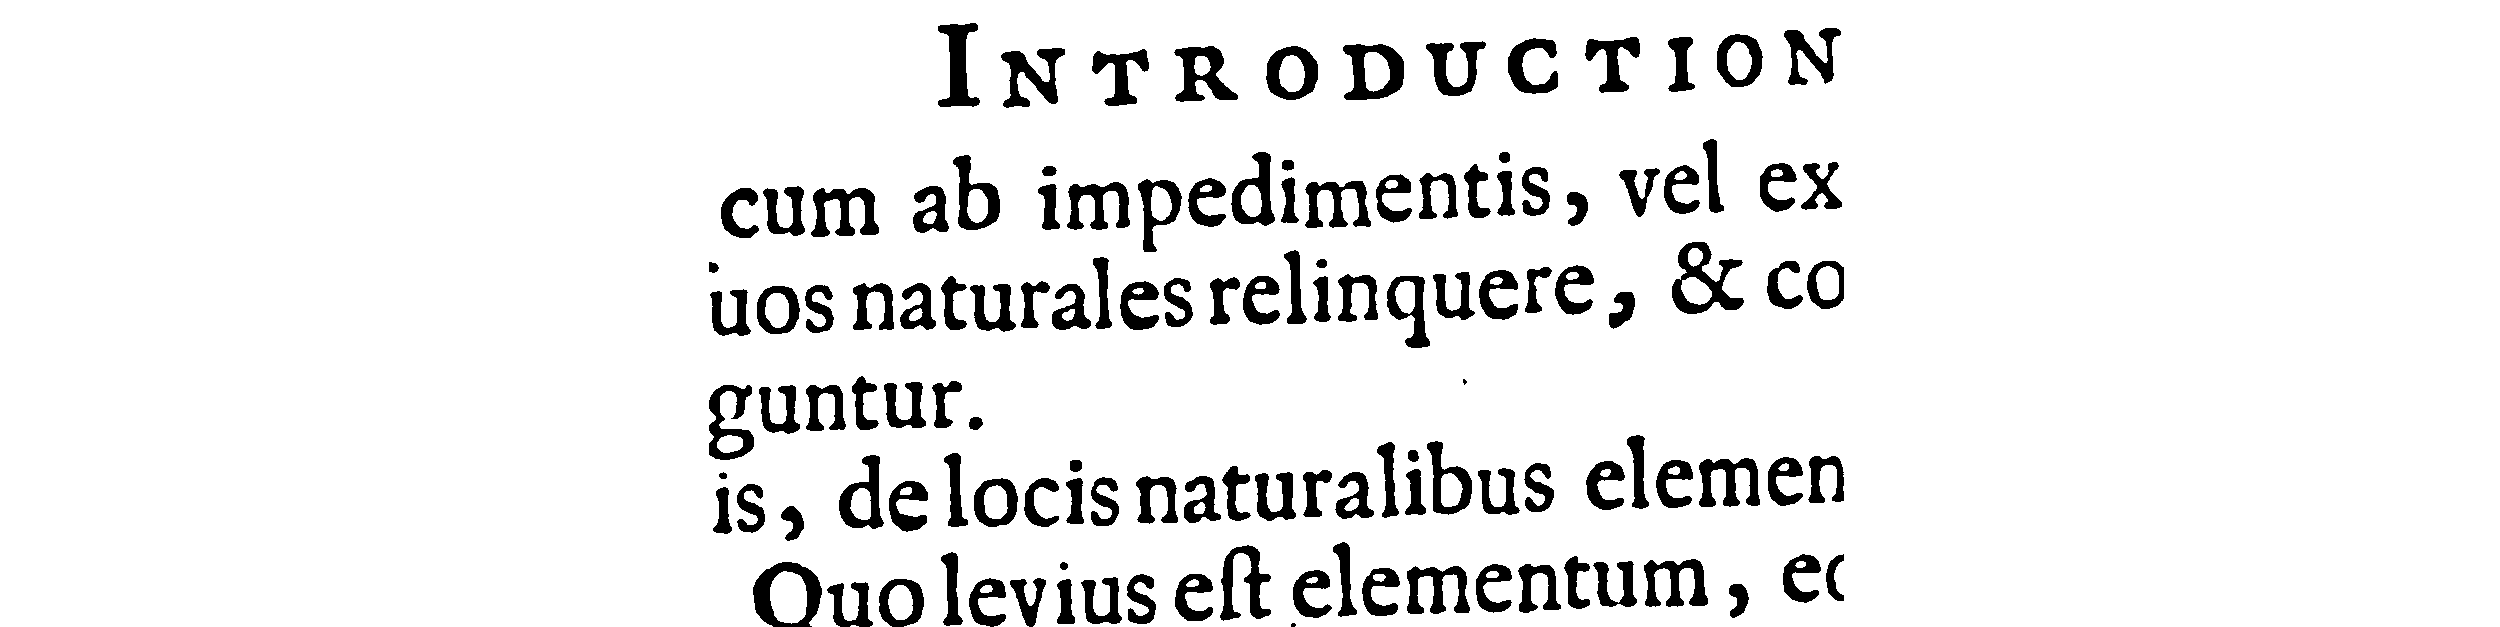 INTRODUCTION
cum ab impedimentis, vel ex
uos naturales relinquere, & co
guntur.
is, de locis naturalibus elemen
Quo levius eſt elementum, eo